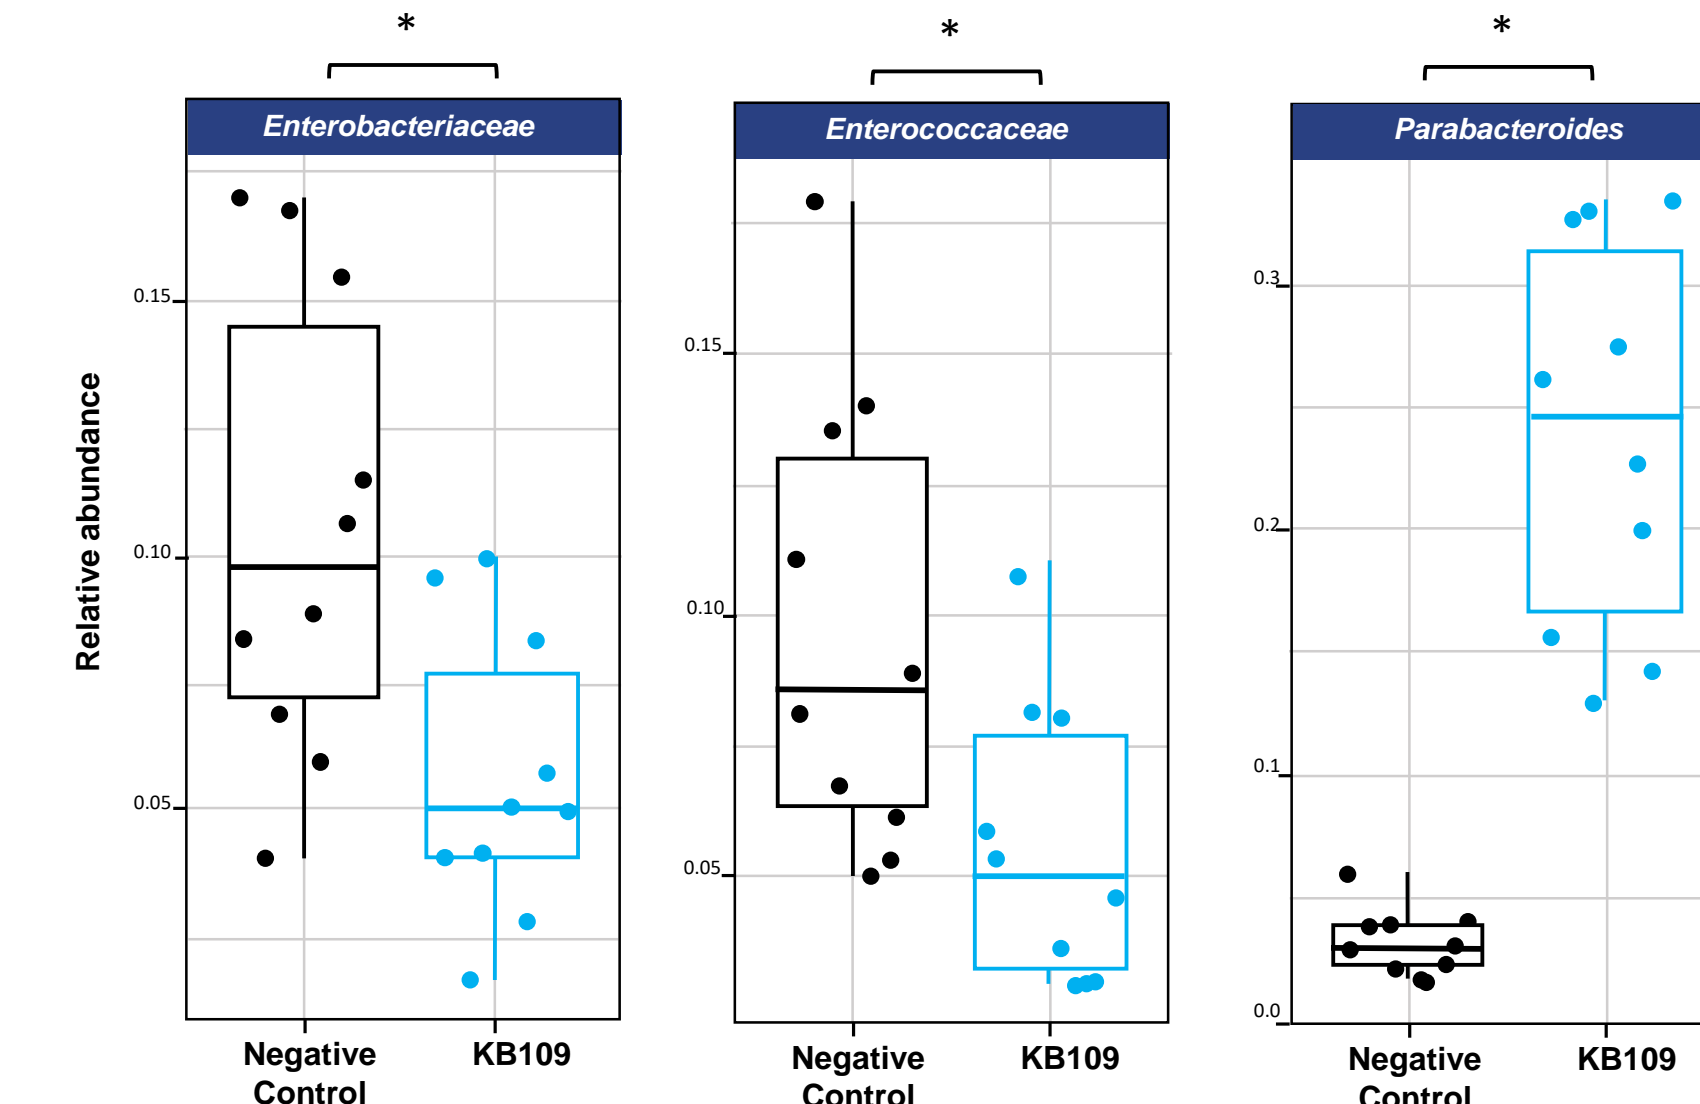 *
*
*
Enterobacteriaceae
Enterococcaceae
Parabacteroides
Relative abundance
0.15
0.10
0.05
0.15
0.10
0.05
0.3
0.2
0.1
0.0
Negative
Control
KB109
Negative
Control
KB109
Negative
Control
KB109